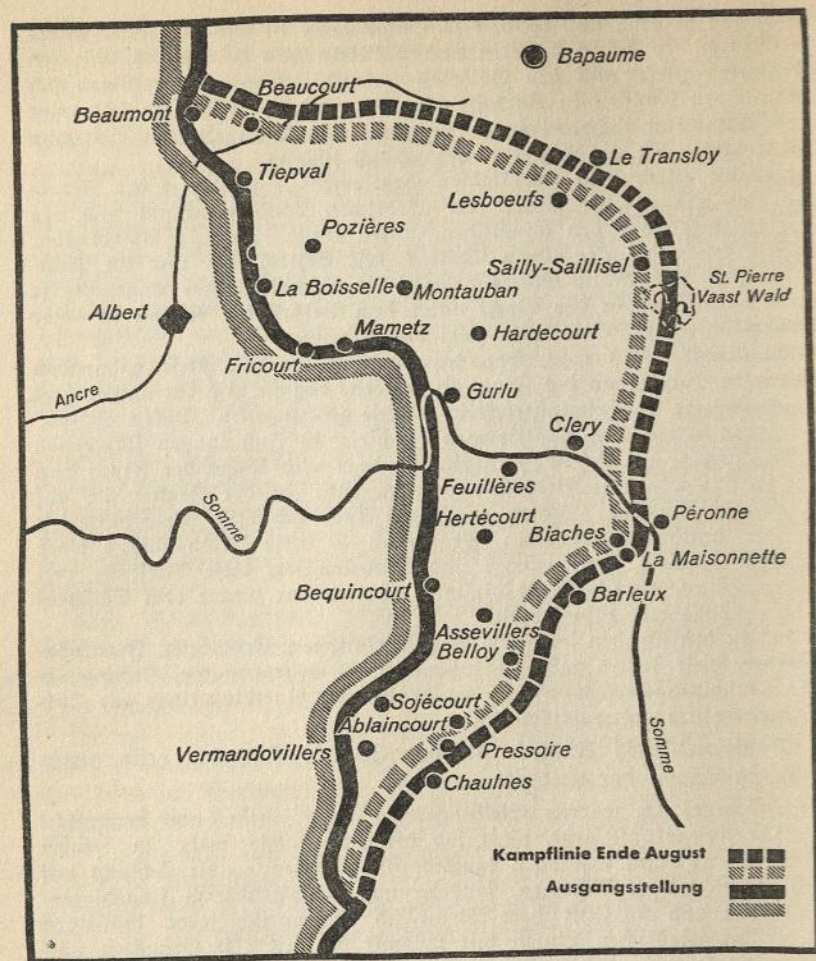 Bapaume
Beaucourt
Beaumont
Le Transloy
Tiepval
Lesboeufs
Pozières
Sailly-Saillisel
St. Pierre
Vaast Wald
La Boisselle
Montauban
Albert
Mametz
Hardecourt
Fricourt
Ancre
Gurlu
Clery
Feuillères
Somme
Hertécourt
Péronne
Biaches
La Maisonnette
Bequincourt
Barleux
Assevillers
Belloy
Sojécourt
Ablaincourt
Vermandovillers
Pressoire
Somme
Chaulnes
Kampflinie Ende August
Ausgangsstellung